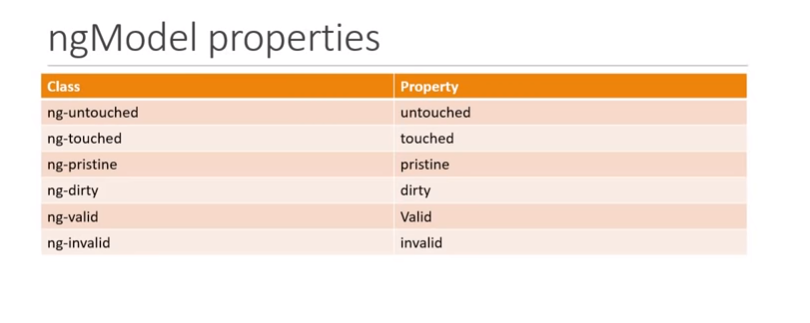 ngModel properties
Class Property
ng-untouched untouched
ng-touched touched
ng-pristine pristine
ng-dirty dirty
ng-valid Valid
ng-invalid invalid